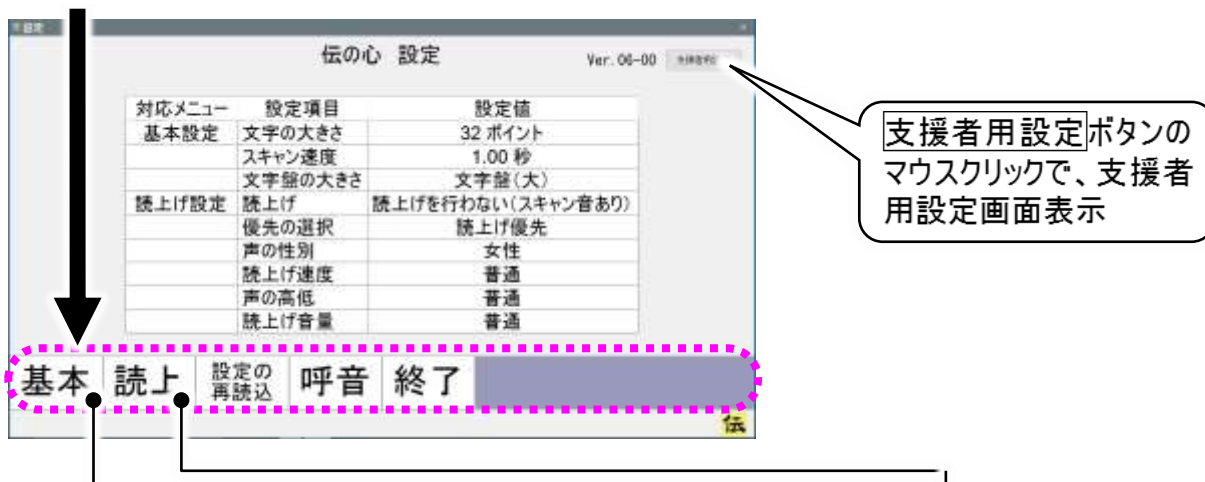 設定
伝の心 設定
Ver. 06-00
対応メニュー 設定項目 設定値
基本設定 文字の大きさ 32 ポイント
スキャン速度 1.00 秒
文字盤の大きさ 文字盤(大)
読上げ設定 読上げ 読上げを行わない(スキャン音あり)
優先の選択 読上げ優先
声の性別 女性
読上げ速度 普通
声の高低 普通
読上げ音量 普通
支援者用設定ボタンの
マウスクリックで、支援者
用設定画面表示
基本 読上 設定の 呼音 終了
再読込
伝